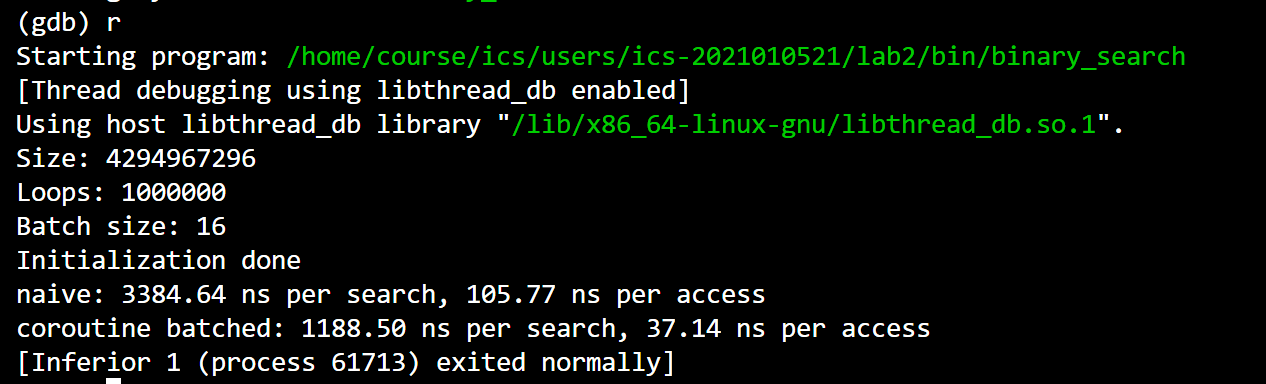 (gdb) r
Starting program: /home/course/ics/users/ics-2021010521/lab2/bin/binary_search
[Thread debugging using libthread_db enabled]
Using host libthread_db library "/lib/x86_64-linux-gnu/libthread_db.so.1".
Size: 4294967296
Loops: 1000000
Batch size: 16
Initialization done
naive: 3384.64 ns per search, 105.77 ns per access
coroutine batched: 1188.50 ns per search, 37.14 ns per access
[Inferior 1 (process 61713) exited normally]